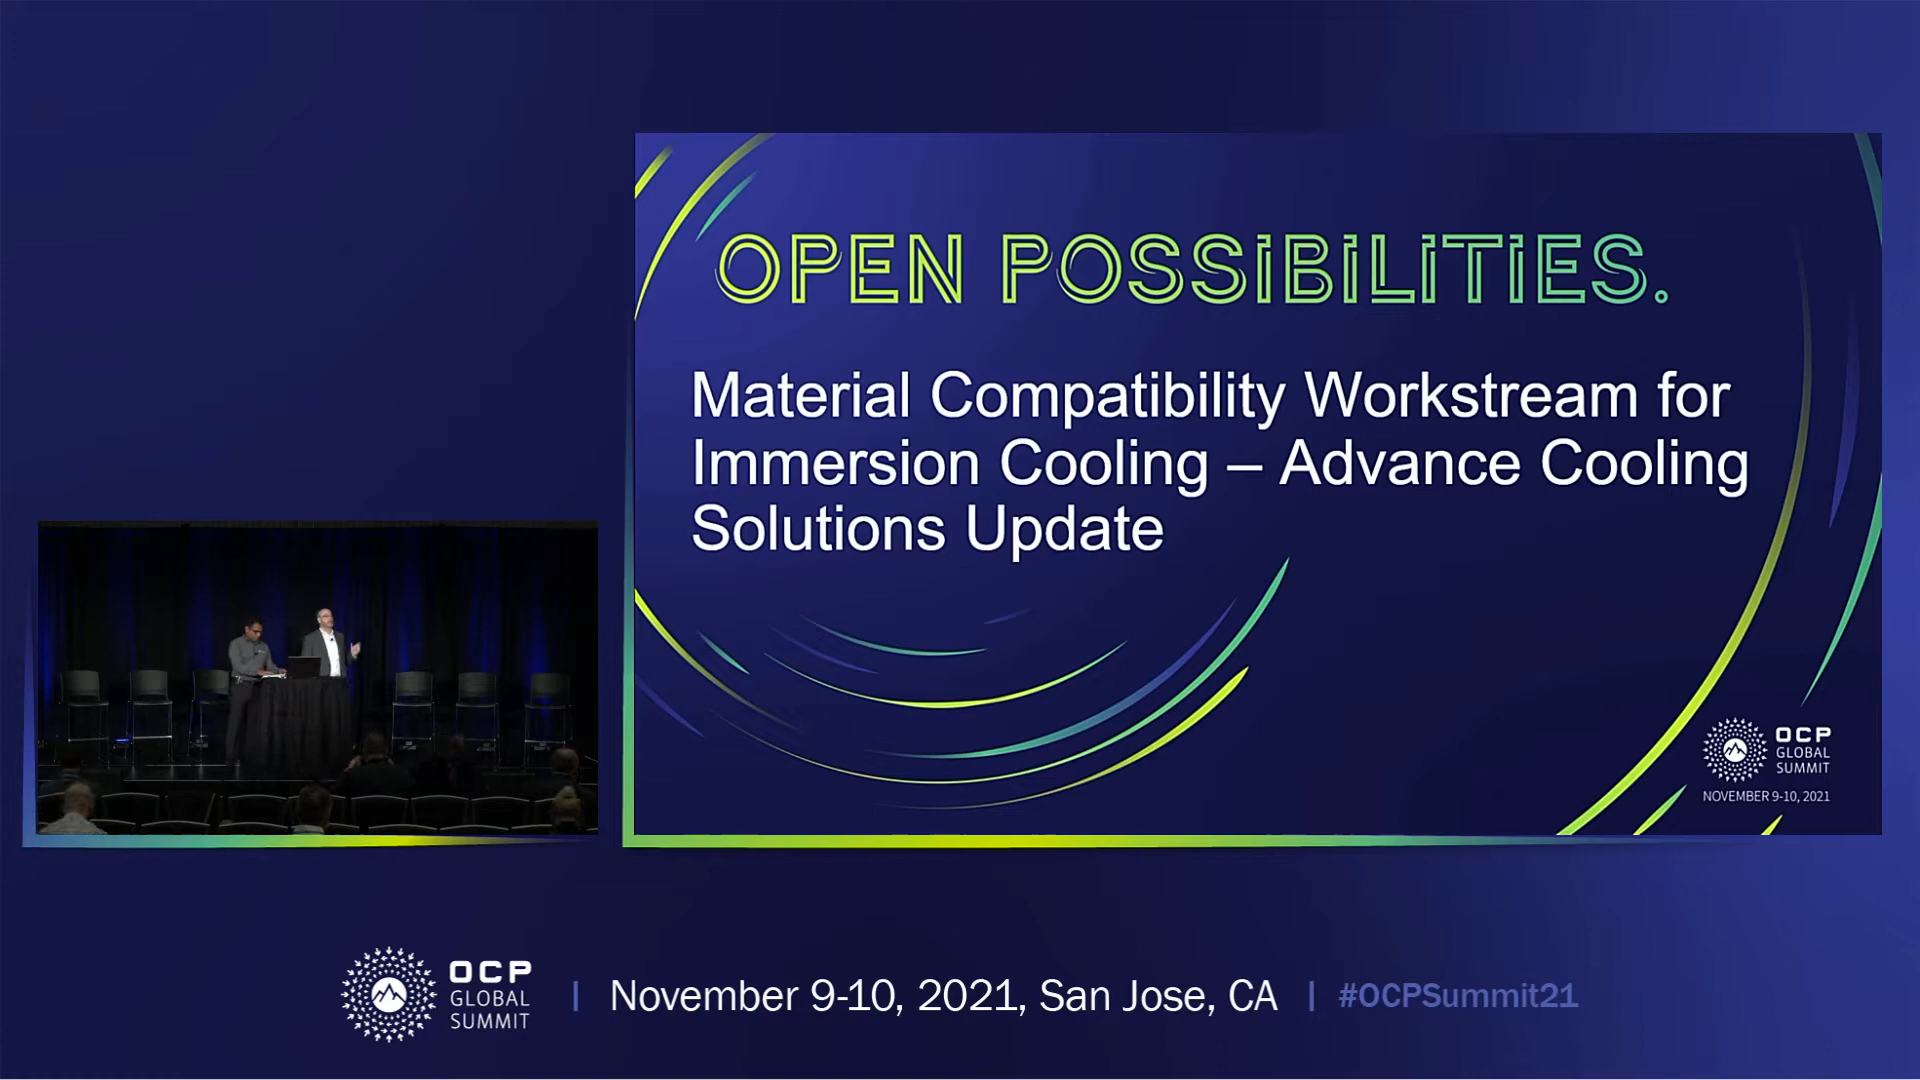 OPEN POSSIBILITIES.
Material Compatibility Workstream for
Immersion Cooling – Advance Cooling
Solutions Update
OCP
GLOBAL
SUMMIT
NOVEMBER 9-10, 2021
OCP
GLOBAL
SUMMIT
November 9-10, 2021, San Jose, CA
#OCPSummit21